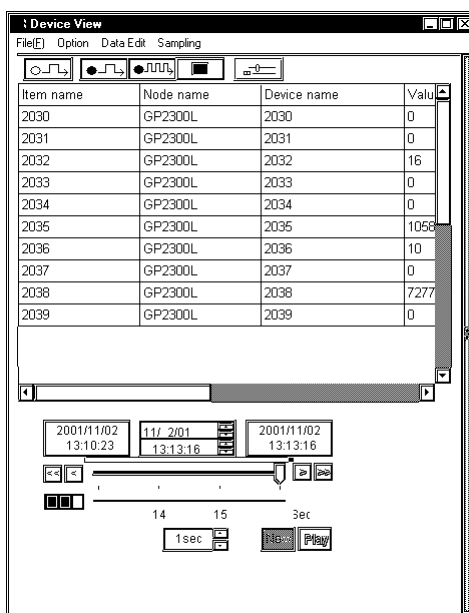 Device View
File(F) Option Data Edit Sampling
Item name Node name Device name Valu
2030 GP2300L 2030 0
2031 GP2300L 2031 0
2032 GP2300L 2032 16
2033 GP2300L 2033 0
2034 GP2300L 2034 0
2035 GP2300L 2035 1058
2036 GP2300L 2036 10
2037 GP2300L 2037 0
2038 GP2300L 2038 7277
2039 GP2300L 2039 0
2001/11/02 11/ 2/01 2001/11/02
13:10:23 13:13:16 13:13:16
<< < > >>
14 15 Sec
1sec Now Play